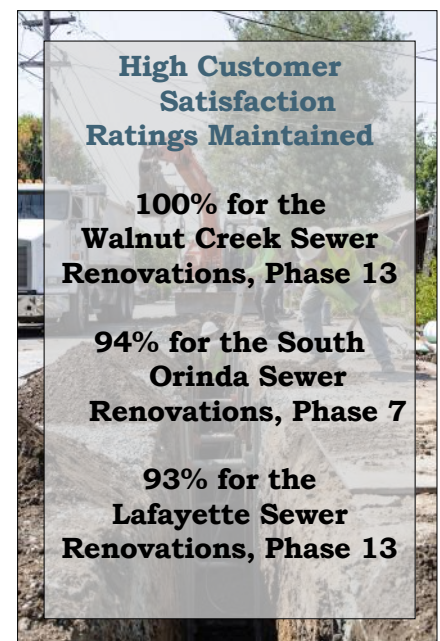 High Customer
Satisfaction
Ratings Maintained
100% for the
Walnut Creek Sewer
Renovations, Phase 13
94% for the South
Orinda Sewer
Renovations, Phase 7
93% for the
Lafayette Sewer
Renovations, Phase 13